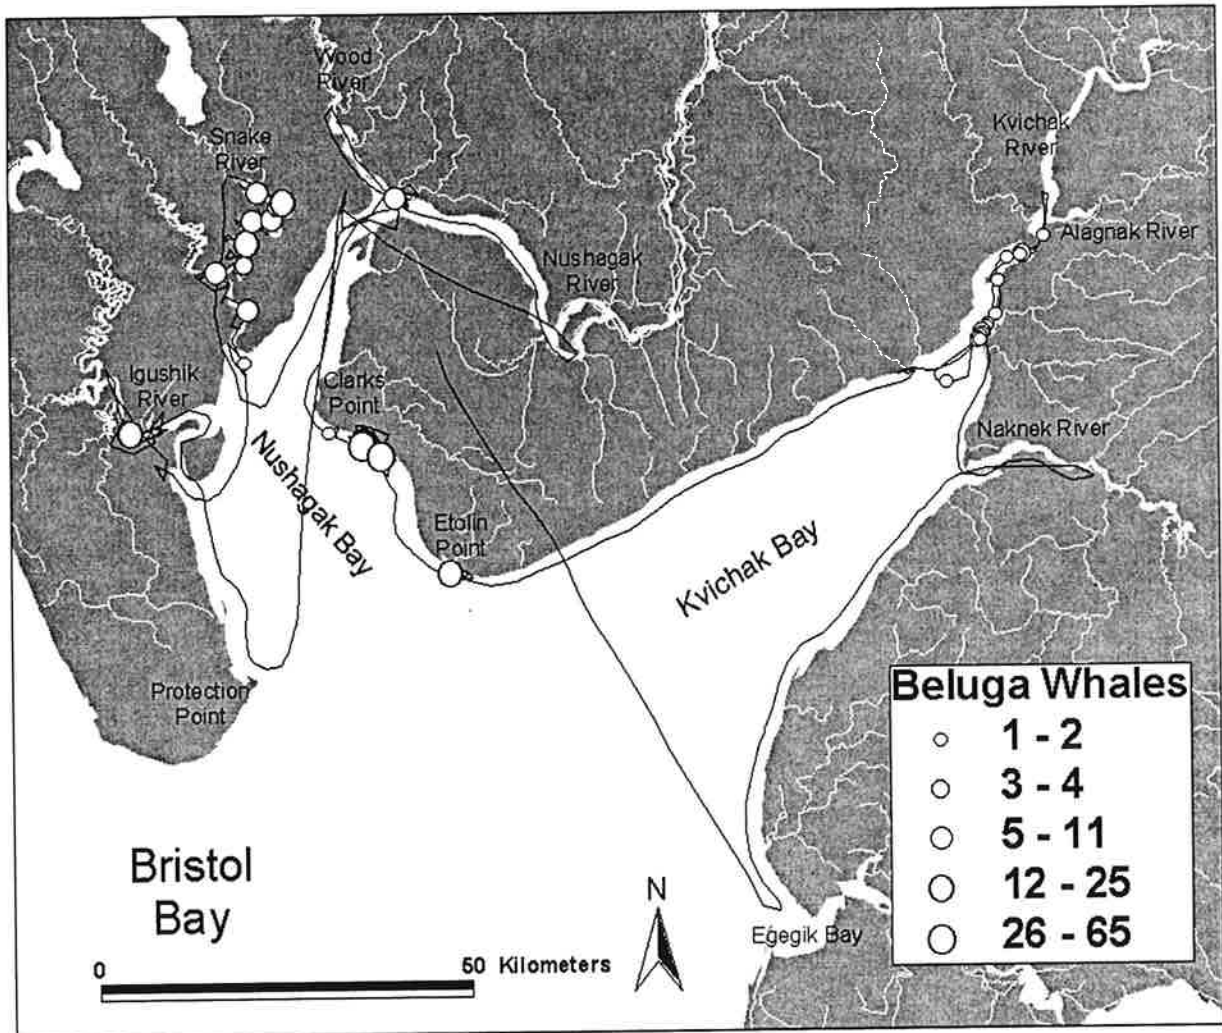 Wood
River
Kvichak
River
Snake
River
Alagnak River
Nushagak
River
Igushik
River
Clarks
Point
Naknek River
Nushagak Bay
Etolin
Point
Kvichak Bay
Protection
Point
Beluga Whales
1 - 2
3 - 4
5 - 11
12 - 25
26 - 65
Bristol
Bay
N
Egegik Bay
0
50 Kilometers